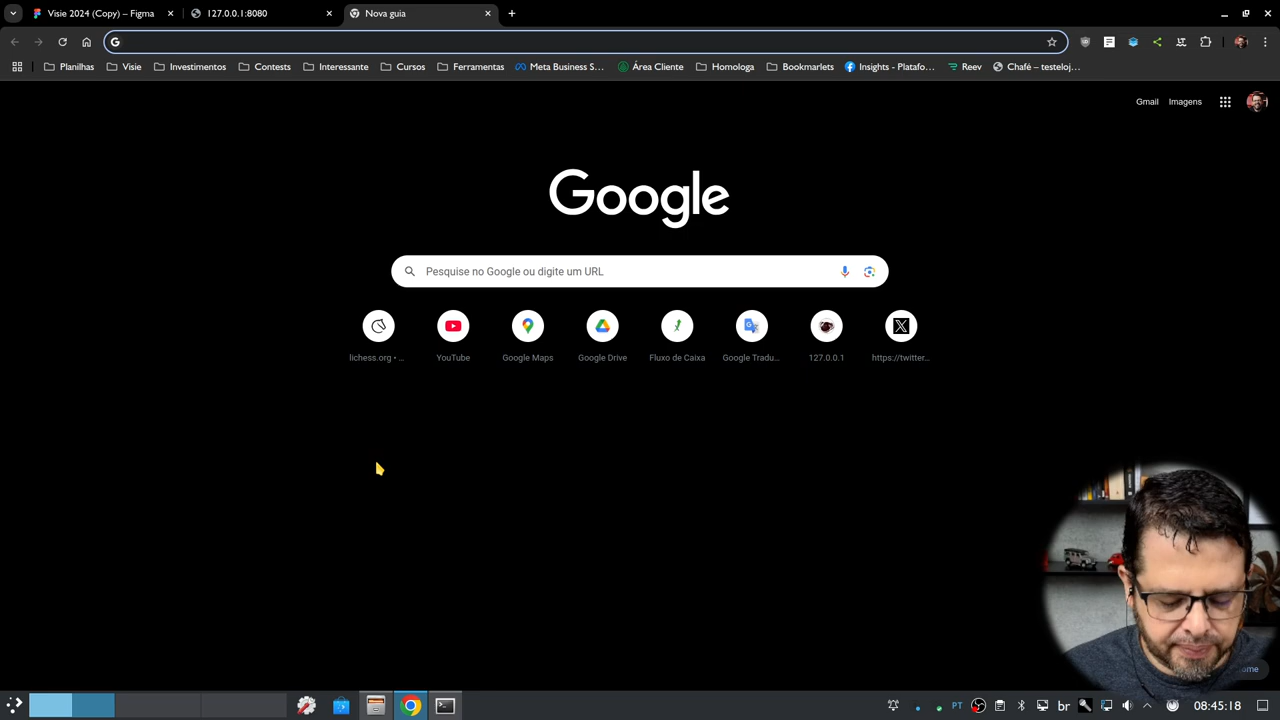 Visie 2024 (Copy) – Figma
127.0.0.1:8080
Nova guia
Planilhas
Visie
Investimentos
Contests
Interessante
Cursos
Ferramentas
Meta Business S...
Área Cliente
Homologa
Bookmarklets
Insights - Platafo...
Reev
Chafé – testeloj...
Gmail
Imagens
Google
Pesquise no Google ou digite um URL
lichess.org • ...
YouTube
Google Maps
Google Drive
Fluxo de Caixa
Google Tradu...
127.0.0.1
https://twitter...
PT
br
08:45:18